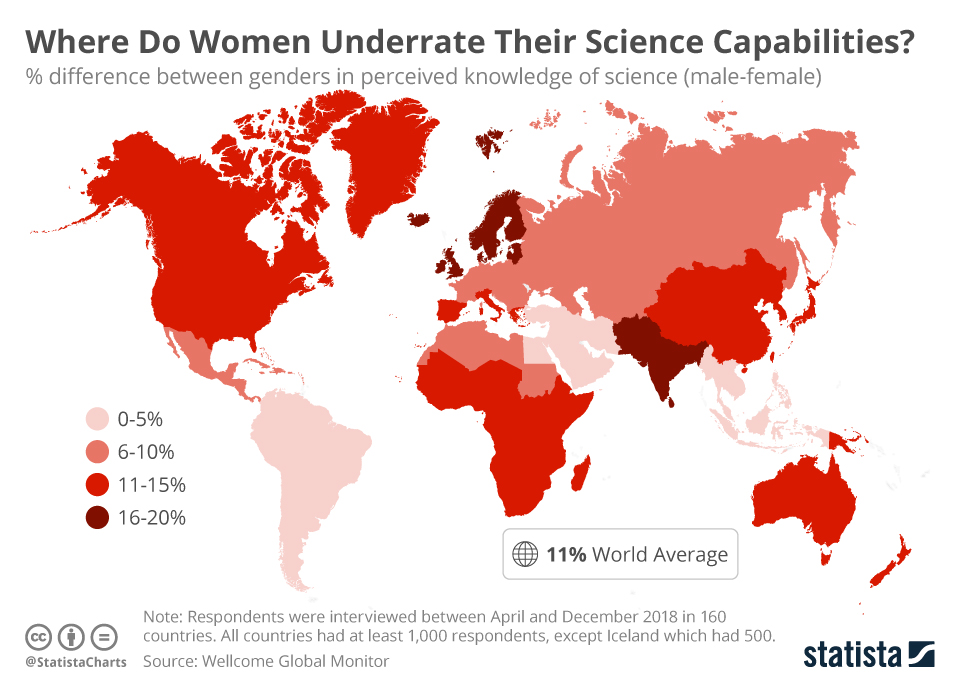 Where Do Women Underrate Their Science Capabilities?
% difference between genders in perceived knowledge of science (male-female)
0-5%
6-10%
11-15%
16-20%
11% World Average
Note: Respondents were interviewed between April and December 2018 in 160
countries. All countries had at least 1,000 respondents, except Iceland which had 500.
@StatistaCharts
Source: Wellcome Global Monitor
cc
statista